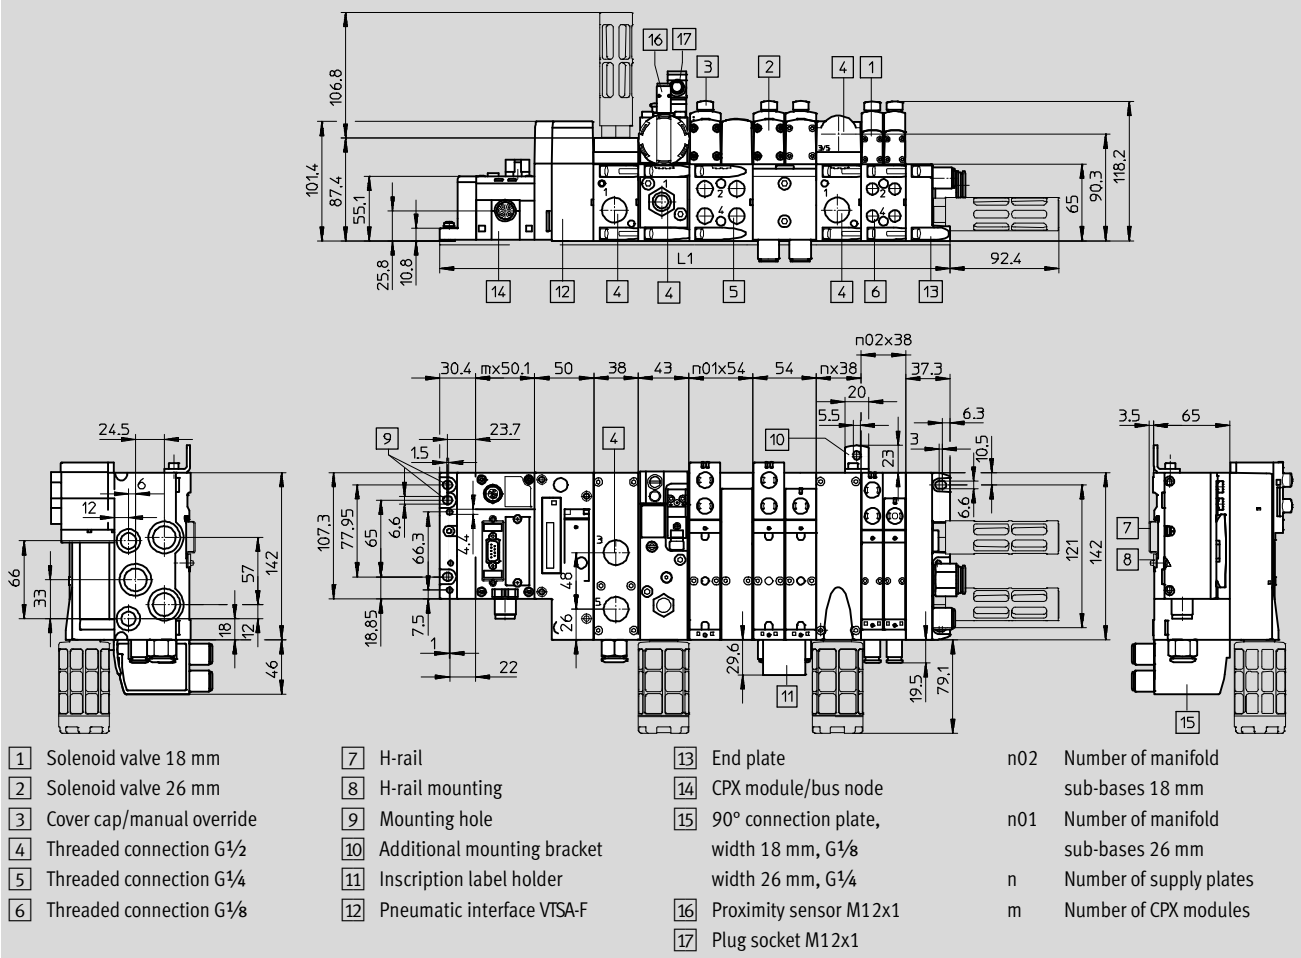 16
17
3
2
4
1
106.8
101.4
87.4
55.1
25.8
10.8
1
1
2
4
3/5
1
2
4
65
90.3
118.2
L1
92.4
14
12
4
4
5
4
6
13
n02x38
30.4
mx50.1
50
38
43
n01x54
54
nx38
37.3
20
5.5
6.3
3
10
23
10.5
6.6
9
23.7
1.5
4
3.5
65
24.5
6
12
66
33
57
142
18
12
46
107.3
77.95
65
6.6
66.3
4.4
3
48
5
26
18.85
7.5
1
22
29.6
11
19.5
79.1
121
142
7
8
15
1 Solenoid valve 18 mm
2 Solenoid valve 26 mm
3 Cover cap/manual override
4 Threaded connection G½
5 Threaded connection G¼
6 Threaded connection G⅛
7 H-rail
8 H-rail mounting
9 Mounting hole
10 Additional mounting bracket
11 Inscription label holder
12 Pneumatic interface VTSA-F
13 End plate
14 CPX module/bus node
15 90° connection plate,
width 18 mm, G⅛
width 26 mm, G¼
16 Proximity sensor M12x1
17 Plug socket M12x1
n02 Number of manifold
sub-bases 18 mm
n01 Number of manifold
sub-bases 26 mm
n Number of supply plates
m Number of CPX modules